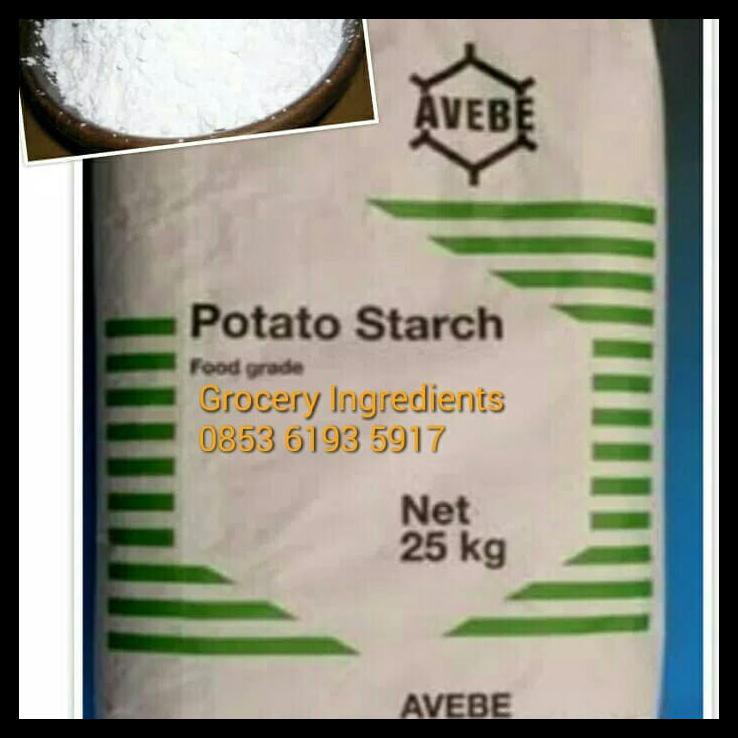 AVEBE
Potato Starch
Food grade
Grocery Ingredients
0853 6193 5917
Net
25 kg
AVEBE